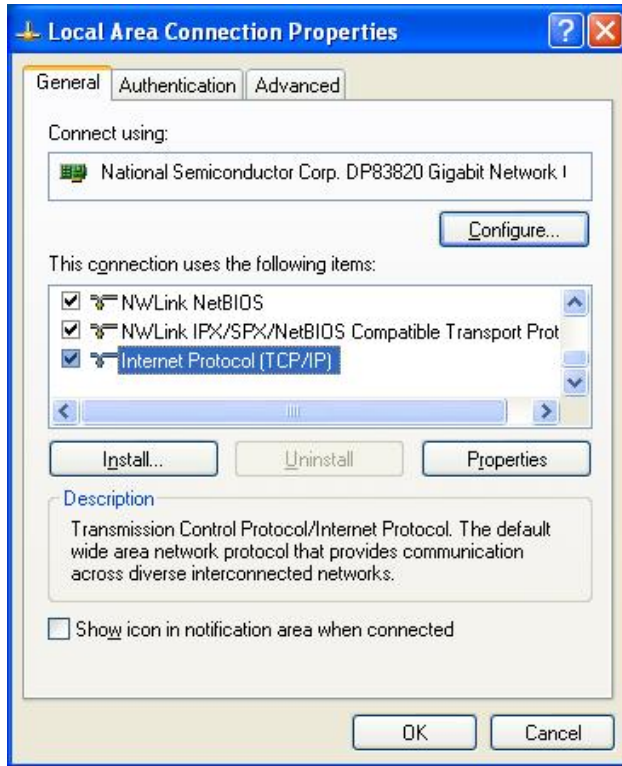 Local Area Connection Properties
General Authentication Advanced
Connect using:
National Semiconductor Corp. DP83820 Gigabit Network
Configure...
This connection uses the following items:
NWLink NetBIOS
NWLink IPX/SPX/NetBIOS Compatible Transport Prot
Internet Protocol (TCP/IP)
Install... Uninstall Properties
Description
Transmission Control Protocol/Internet Protocol. The default
wide area network protocol that provides communication
across diverse interconnected networks.
Show icon in notification area when connected
OK Cancel